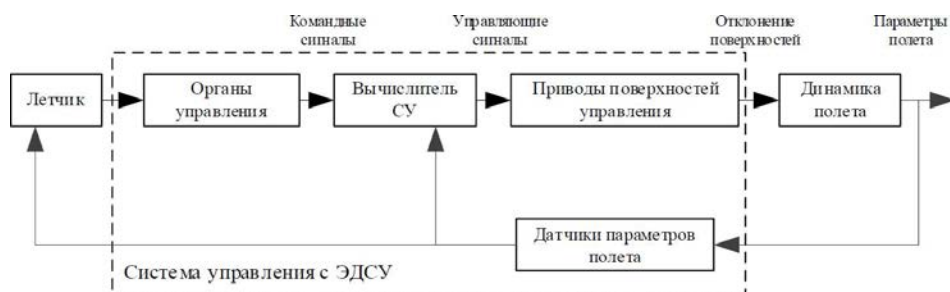 Командные
сигналы
Управляющие
сигналы
Отклонение
поверхностей
Параметры
полета
Летчик
Органы
управления
Вычислитель
СУ
Приводы поверхностей
управления
Динамика
полета
Датчики параметров
полета
Система управления с ЭДСУ